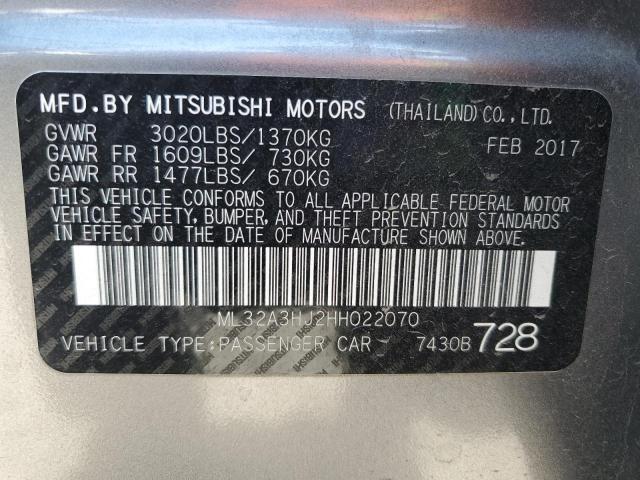 MFD.BY MITSUBISHI MOTORS (THAILAND)CO.,LTD.
GVWR 3020LBS/1370KG FEB 2017
GAWR FR 1609LBS/ 730KG
GAWR RR 1477LBS/ 670KG
THIS VEHICLE CONFORMS TO ALL APPLICABLE FEDERAL MOTOR
VEHICLE SAFETY, BUMPER, AND THEFT PREVENTION STANDARDS
IN EFFECT ON THE DATE OF MANUFACTURE SHOWN ABOVE.
ML32A3HJ2HH022070
VEHICLE TYPE:PASSENGER CAR 7430B 728